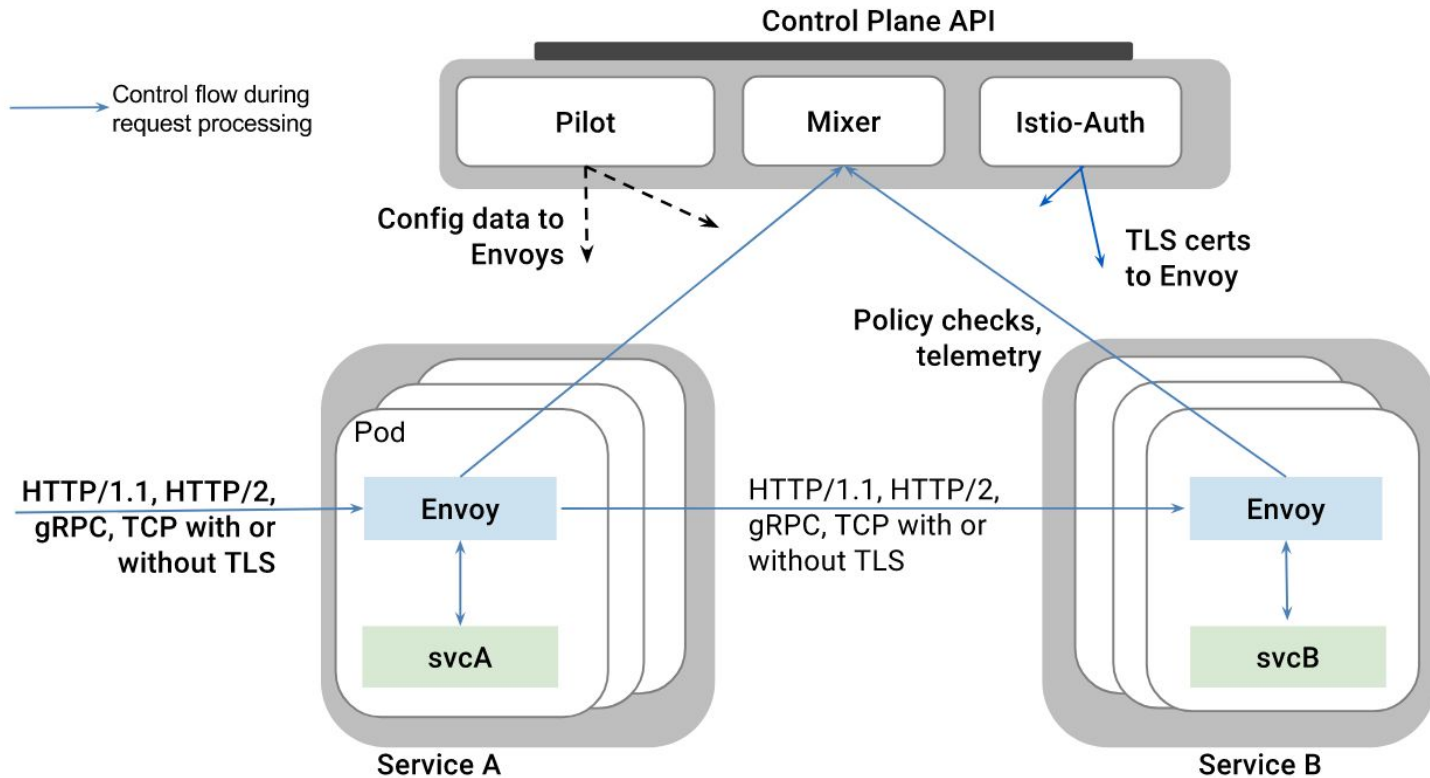 Control Plane API
Control flow during
request processing
Pilot
Mixer
Istio-Auth
Config data to
Envoys
TLS certs
to Envoy
Policy checks,
telemetry
Pod
HTTP/1.1, HTTP/2,
gRPC, TCP with or
without TLS
Envoy
HTTP/1.1, HTTP/2,
gRPC, TCP with or
without TLS
Envoy
svcA
svcB
Service A
Service B